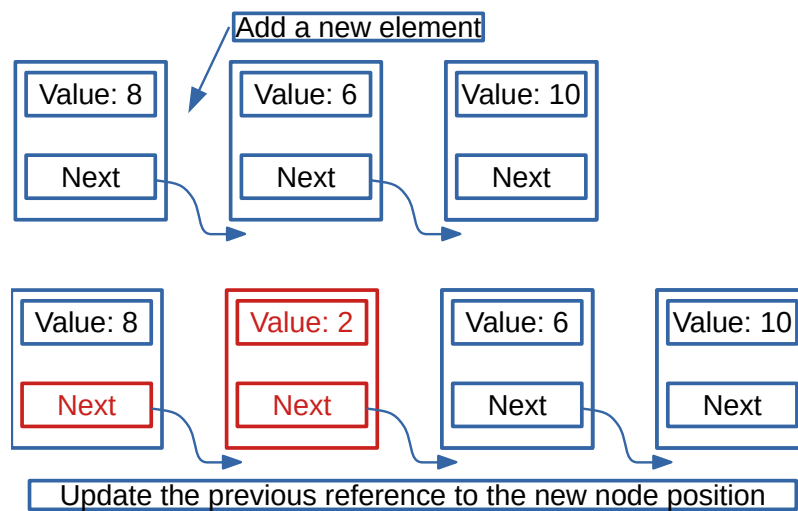 Add a new element
Value: 8
Value: 6
Value: 10
Next
Next
Next
Value: 8
Value: 2
Value: 6
Value: 10
Next
Next
Next
Next
Update the previous reference to the new node position